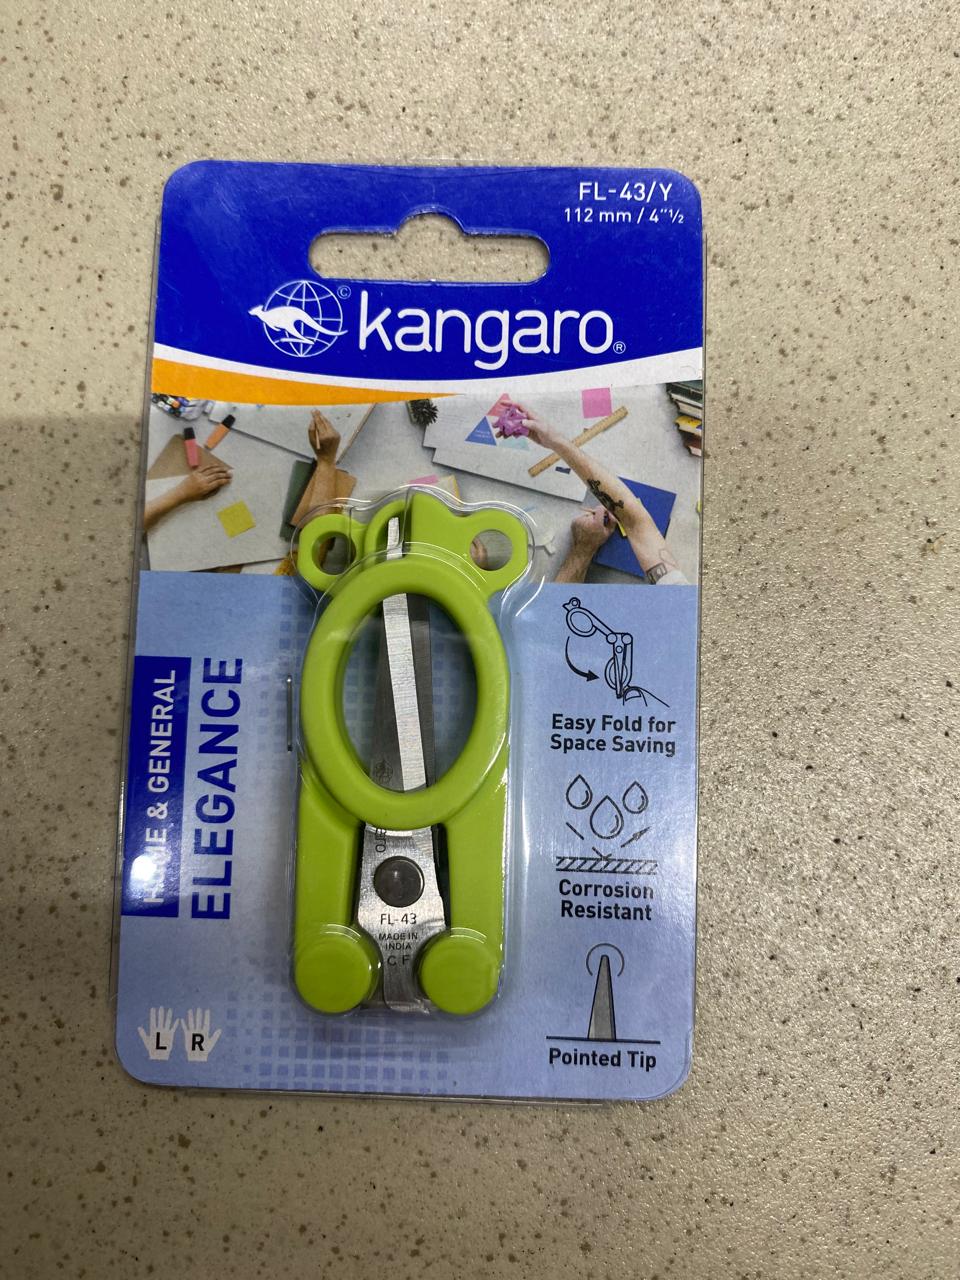 FL-43/Y
112 mm / 4"½
©
kangaro®
HOME & GENERAL
ELEGANCE
Easy Fold for
Space Saving
Corrosion
Resistant
FL-43
MADE IN
INDIA
C F
Pointed Tip
L R